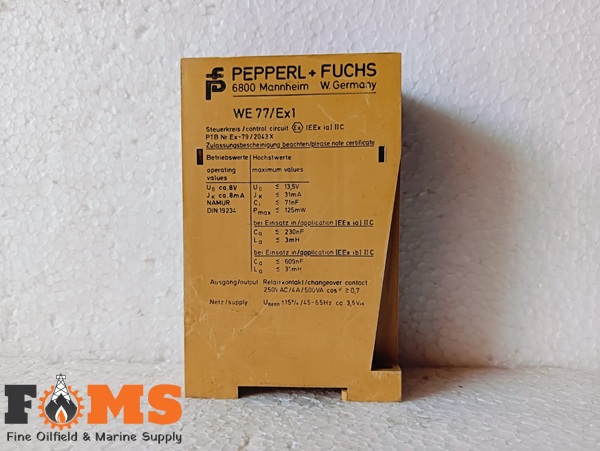 PEPPERL + FUCHS
6800 Mannheim W. Germany
WE 77/Ex1
Steuerkreis/control circuit Ex [EEx ia] IIC
PTB Nr. Ex-79/2043 X
Zulassungsbescheinigung beachten/please note certificate
Betriebswerte Höchstwerte
operating maximum values
values
U₀ ca. 8V U₀ ≤ 13,5V
Jₖ ca. 8mA Jₖ ≤ 31mA
NAMUR Cᵢ ≤ 71nF
DIN 19234 Pmax ≤ 125mW
bei Einsatz in/application [EEx ia] IIC
Cₐ ≤ 230nF
Lₐ ≤ 3mH
bei Einsatz in/application [EEx ib] IIC
Cₐ ≤ 605nF
Lₐ ≤ 31mH
Ausgang/output Relaiskontakt/changeover contact
250V AC/4A/500VA cos φ ≥ 0,7
Netz/supply UNenn 115V~/45-65Hz ca. 3,5VA
FOMS
Fine Oilfield & Marine Supply